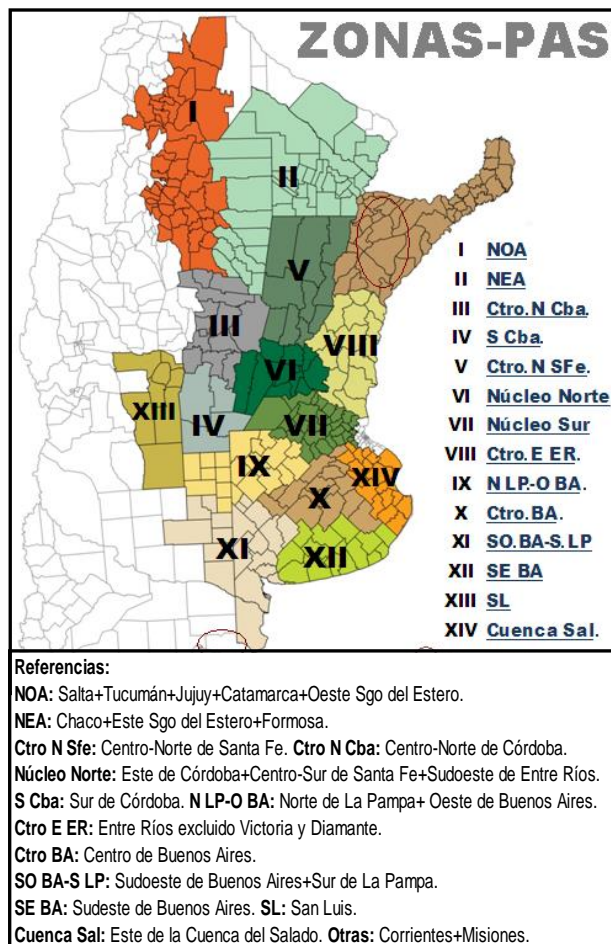 ZONAS-PAS
I
II
V
III
VIII
VI
XIII
IV
VII
IX
XIV
X
XI
XII
I NOA
II NEA
III Ctro.N Cba.
IV S Cba.
V Ctro.N SFe.
VI Núcleo Norte
VII Núcleo Sur
VIII Ctro.E ER.
IX N LP.-O BA.
X Ctro.BA.
XI SO.BA-S.LP
XII SE BA
XIII SL
XIV Cuenca Sal.
Referencias:
NOA: Salta+Tucumán+Jujuy+Catamarca+Oeste Sgo del Estero.
NEA: Chaco+Este Sgo del Estero+Formosa.
Ctro N Sfe: Centro-Norte de Santa Fe. Ctro N Cba: Centro-Norte de Córdoba.
Núcleo Norte: Este de Córdoba+Centro-Sur de Santa Fe+Sudoeste de Entre Ríos.
S Cba: Sur de Córdoba. N LP-O BA: Norte de La Pampa+ Oeste de Buenos Aires.
Ctro E ER: Entre Ríos excluido Victoria y Diamante.
Ctro BA: Centro de Buenos Aires.
SO BA-S LP: Sudoeste de Buenos Aires+Sur de La Pampa.
SE BA: Sudeste de Buenos Aires. SL: San Luis.
Cuenca Sal: Este de la Cuenca del Salado. Otras: Corrientes+Misiones.